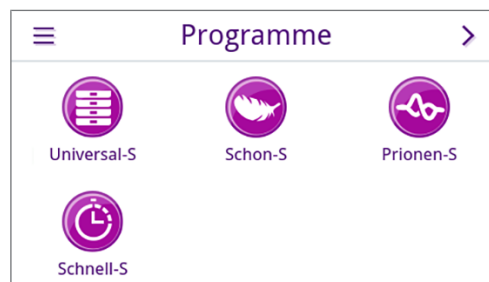 Programme
Universal-S
Schon-S
Prionen-S
Schnell-S